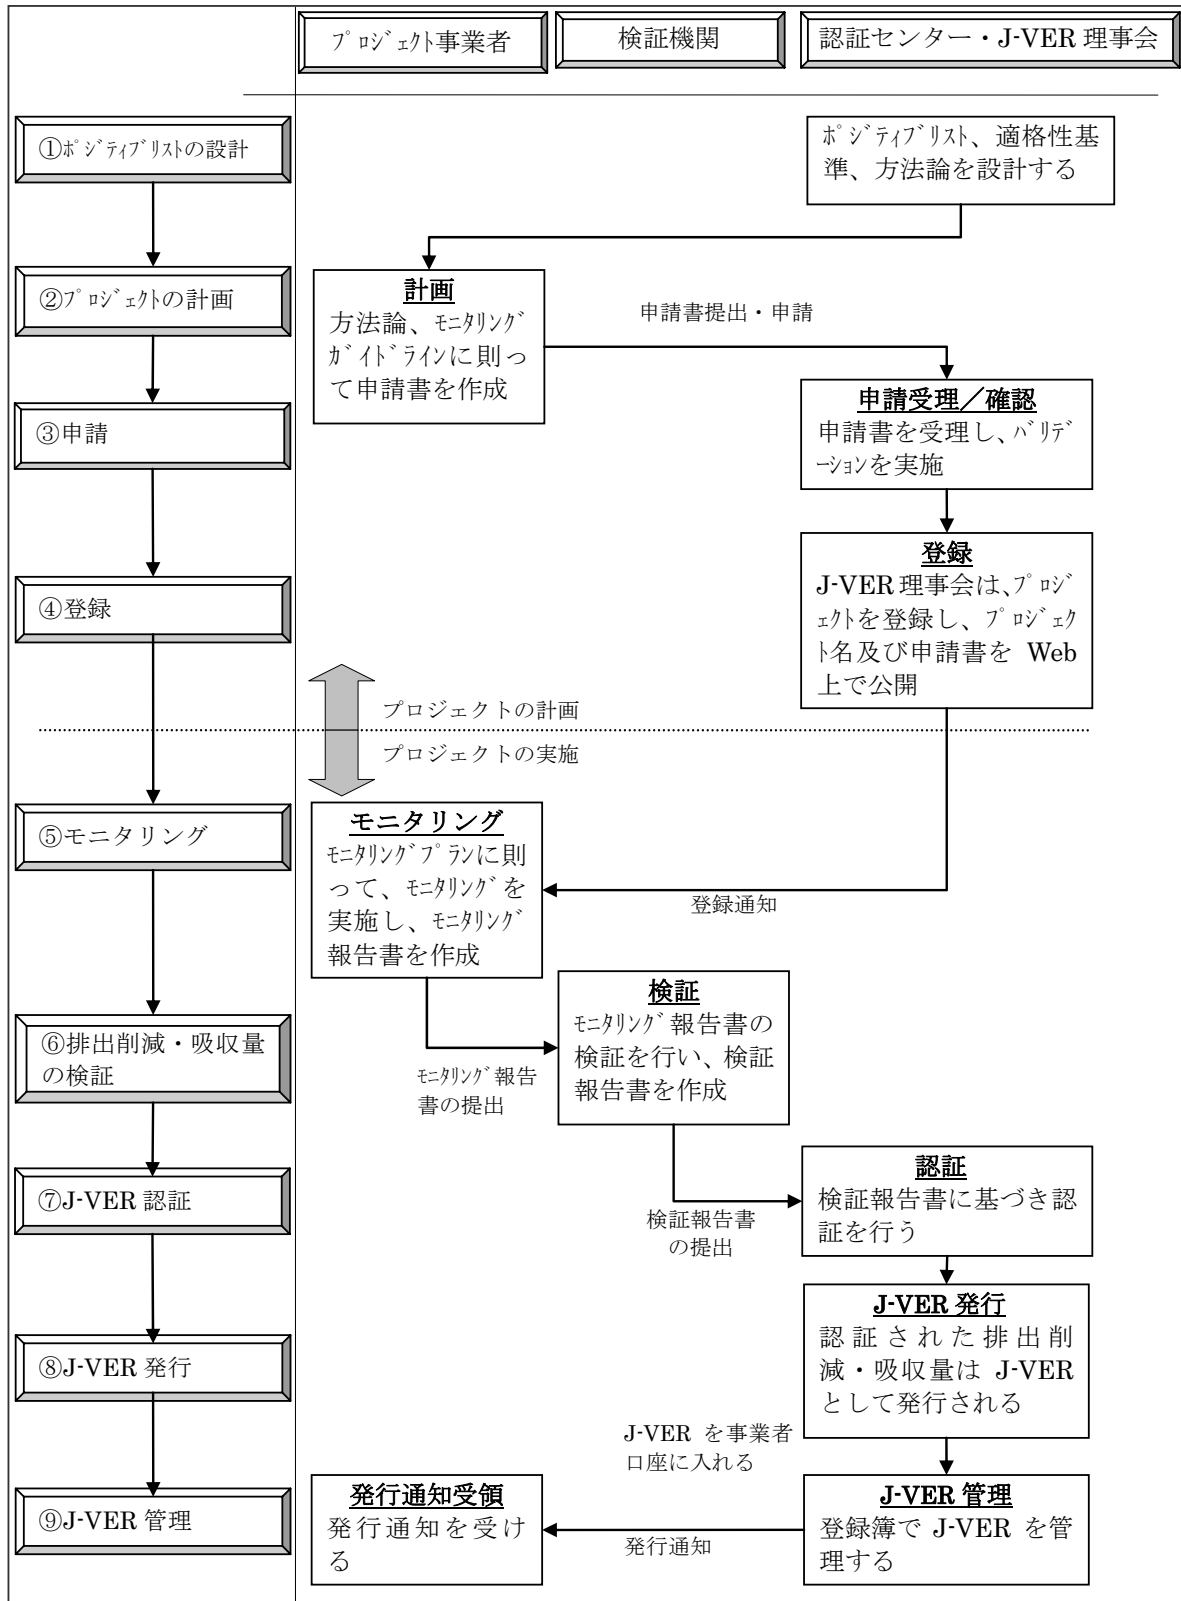 プロジェクト事業者
検証機関
認証センター・J-VER 理事会
①ポジティブリストの設計
ポジティブリスト、適格性基
準、方法論を設計する
②プロジェクトの計画
計画
方法論、モニタリング
ガイドラインに則っ
て申請書を作成
申請書提出・申請
③申請
申請受理／確認
申請書を受理し、バリデ
ーションを実施
④登録
登録
J-VER 理事会は、プロジ
ェクトを登録し、プロジェク
ト名及び申請書を Web
上で公開
プロジェクトの計画
プロジェクトの実施
⑤モニタリング
モニタリング
モニタリングプランに則
って、モニタリングを
実施し、モニタリング
報告書を作成
登録通知
⑥排出削減・吸収量
の検証
検証
モニタリング報告書の
検証を行い、検証
報告書を作成
モニタリング報告
書の提出
⑦J-VER 認証
認証
検証報告書に基づき認
証を行う
検証報告書
の提出
⑧J-VER 発行
J-VER 発行
認証された排出削
減・吸収量は J-VER
として発行される
J-VER を事業者
口座に入れる
⑨J-VER 管理
発行通知受領
発行通知を受け
る
発行通知
J-VER 管理
登録簿で J-VER を管
理する